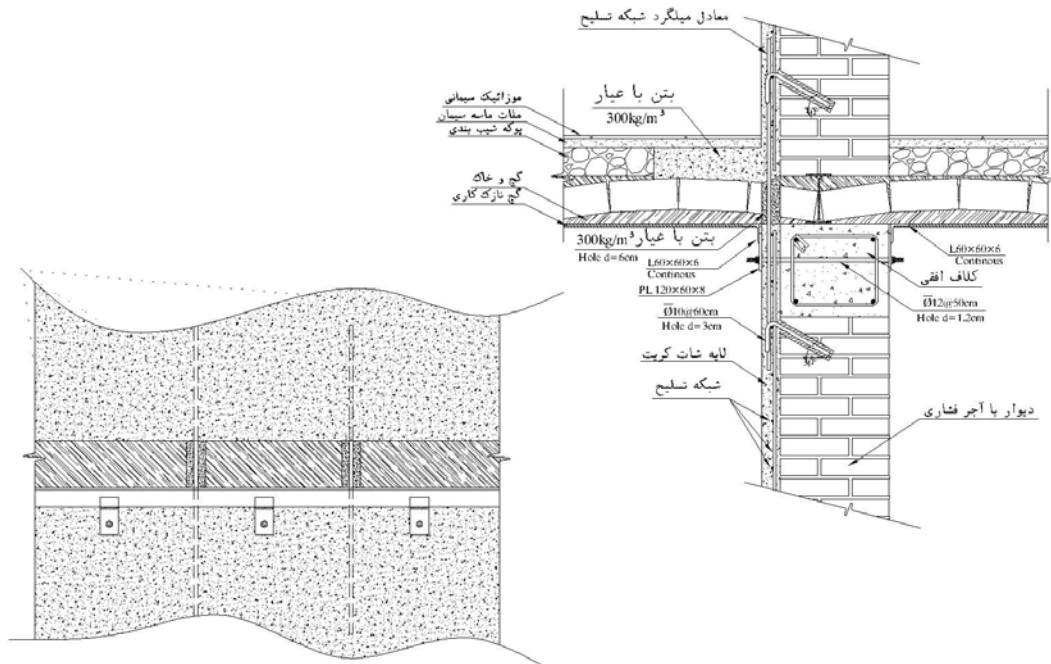 معادل میلگرد شبکه تسلیح
بتن با عیار
300kg/m³
موزائیک سیمانی
ملات ماسه سیمان
پوکه شیب بندی
گچ و خاک
گچ نازک کاری
بتن با عیار 300kg/m³
Hole d=6cm
L60×60×6
Continous
PL 120×60×8
Ø10@60cm
Hole d=3cm
لایه شات کریت
شبکه تسلیح
L60×60×6
Continous
کلاف افقی
Ø12@50cm
Hole d=1.2cm
دیوار با آجر فشاری